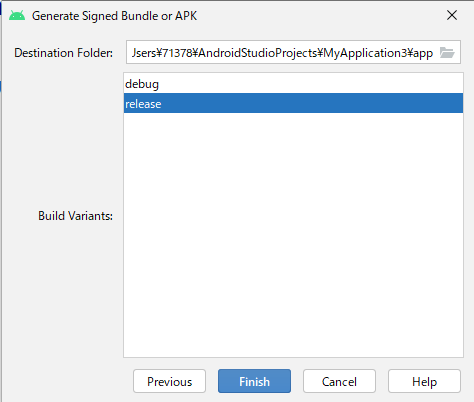 Generate Signed Bundle or APK
Destination Folder: Jsers¥71378¥AndroidStudioProjects¥MyApplication3¥app
debug
release
Build Variants:
Previous Finish Cancel Help